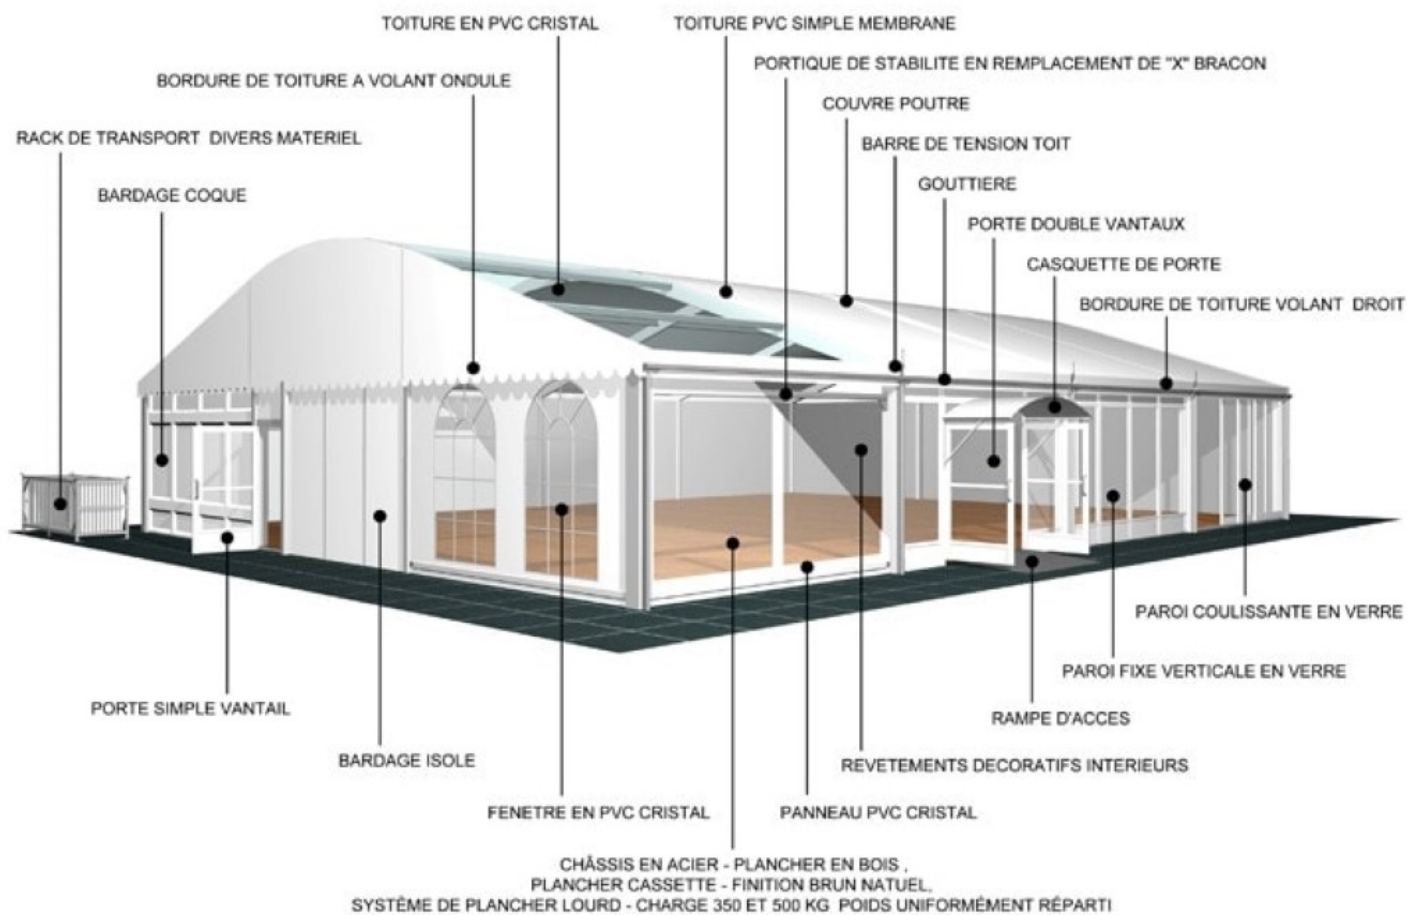 TOITURE EN PVC CRISTAL
TOITURE PVC SIMPLE MEMBRANE
PORTIQUE DE STABILITE EN REMPLACEMENT DE "X" BRACON
BORDURE DE TOITURE A VOLANT ONDULE
COUVRE POUTRE
RACK DE TRANSPORT DIVERS MATERIEL
BARRE DE TENSION TOIT
GOUTTIERE
BARDAGE COQUE
PORTE DOUBLE VANTAUX
CASQUETTE DE PORTE
BORDURE DE TOITURE VOLANT DROIT
PAROI COULISSANTE EN VERRE
PAROI FIXE VERTICALE EN VERRE
PORTE SIMPLE VANTAIL
RAMPE D'ACCES
BARDAGE ISOLE
REVETEMENTS DECORATIFS INTERIEURS
FENETRE EN PVC CRISTAL
PANNEAU PVC CRISTAL
CHÂSSIS EN ACIER - PLANCHER EN BOIS ,
PLANCHER CASSETTE - FINITION BRUN NATUEL,
SYSTÈME DE PLANCHER LOURD - CHARGE 350 ET 500 KG POIDS UNIFORMÉMENT RÉPARTI